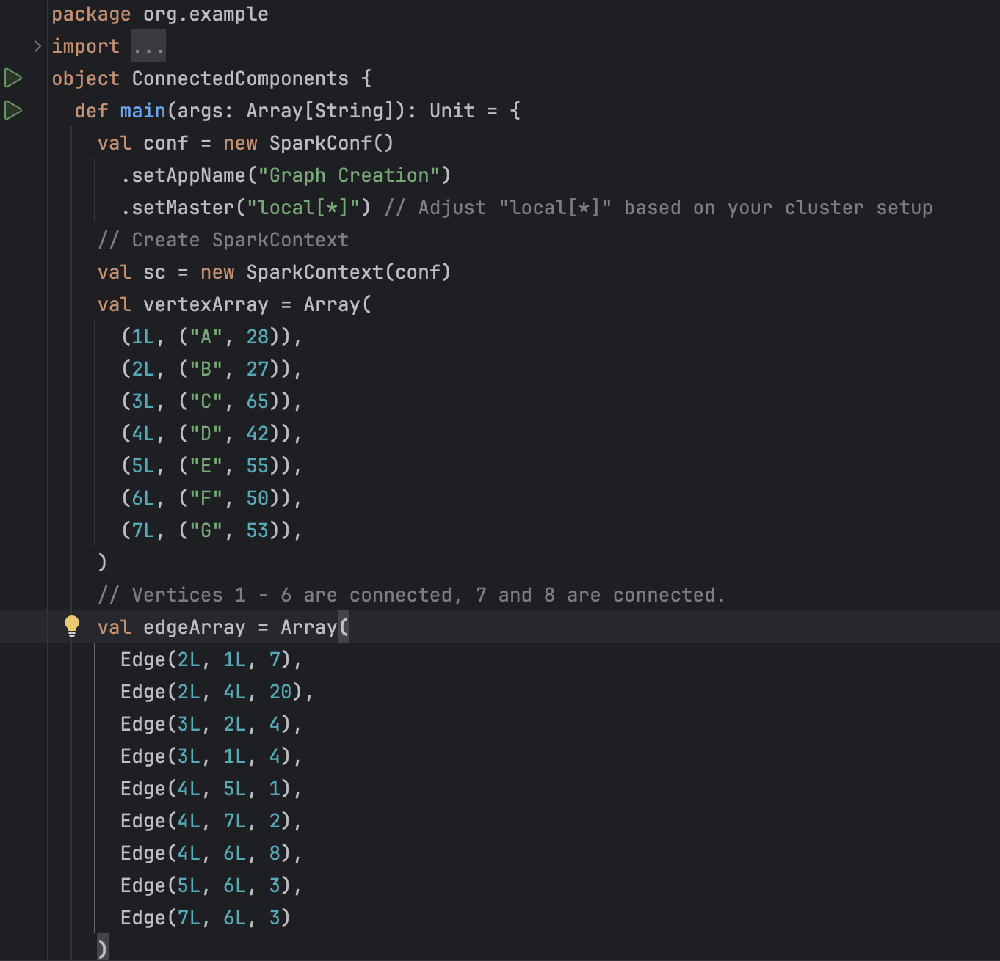 package org.example
import ...
object ConnectedComponents {
def main(args: Array[String]): Unit = {
val conf = new SparkConf()
.setAppName("Graph Creation")
.setMaster("local[*]") // Adjust "local[*]" based on your cluster setup
// Create SparkContext
val sc = new SparkContext(conf)
val vertexArray = Array(
(1L, ("A", 28)),
(2L, ("B", 27)),
(3L, ("C", 65)),
(4L, ("D", 42)),
(5L, ("E", 55)),
(6L, ("F", 50)),
(7L, ("G", 53)),
)
// Vertices 1 - 6 are connected, 7 and 8 are connected.
val edgeArray = Array(
Edge(2L, 1L, 7),
Edge(2L, 4L, 20),
Edge(3L, 2L, 4),
Edge(3L, 1L, 4),
Edge(4L, 5L, 1),
Edge(4L, 7L, 2),
Edge(4L, 6L, 8),
Edge(5L, 6L, 3),
Edge(7L, 6L, 3)
)